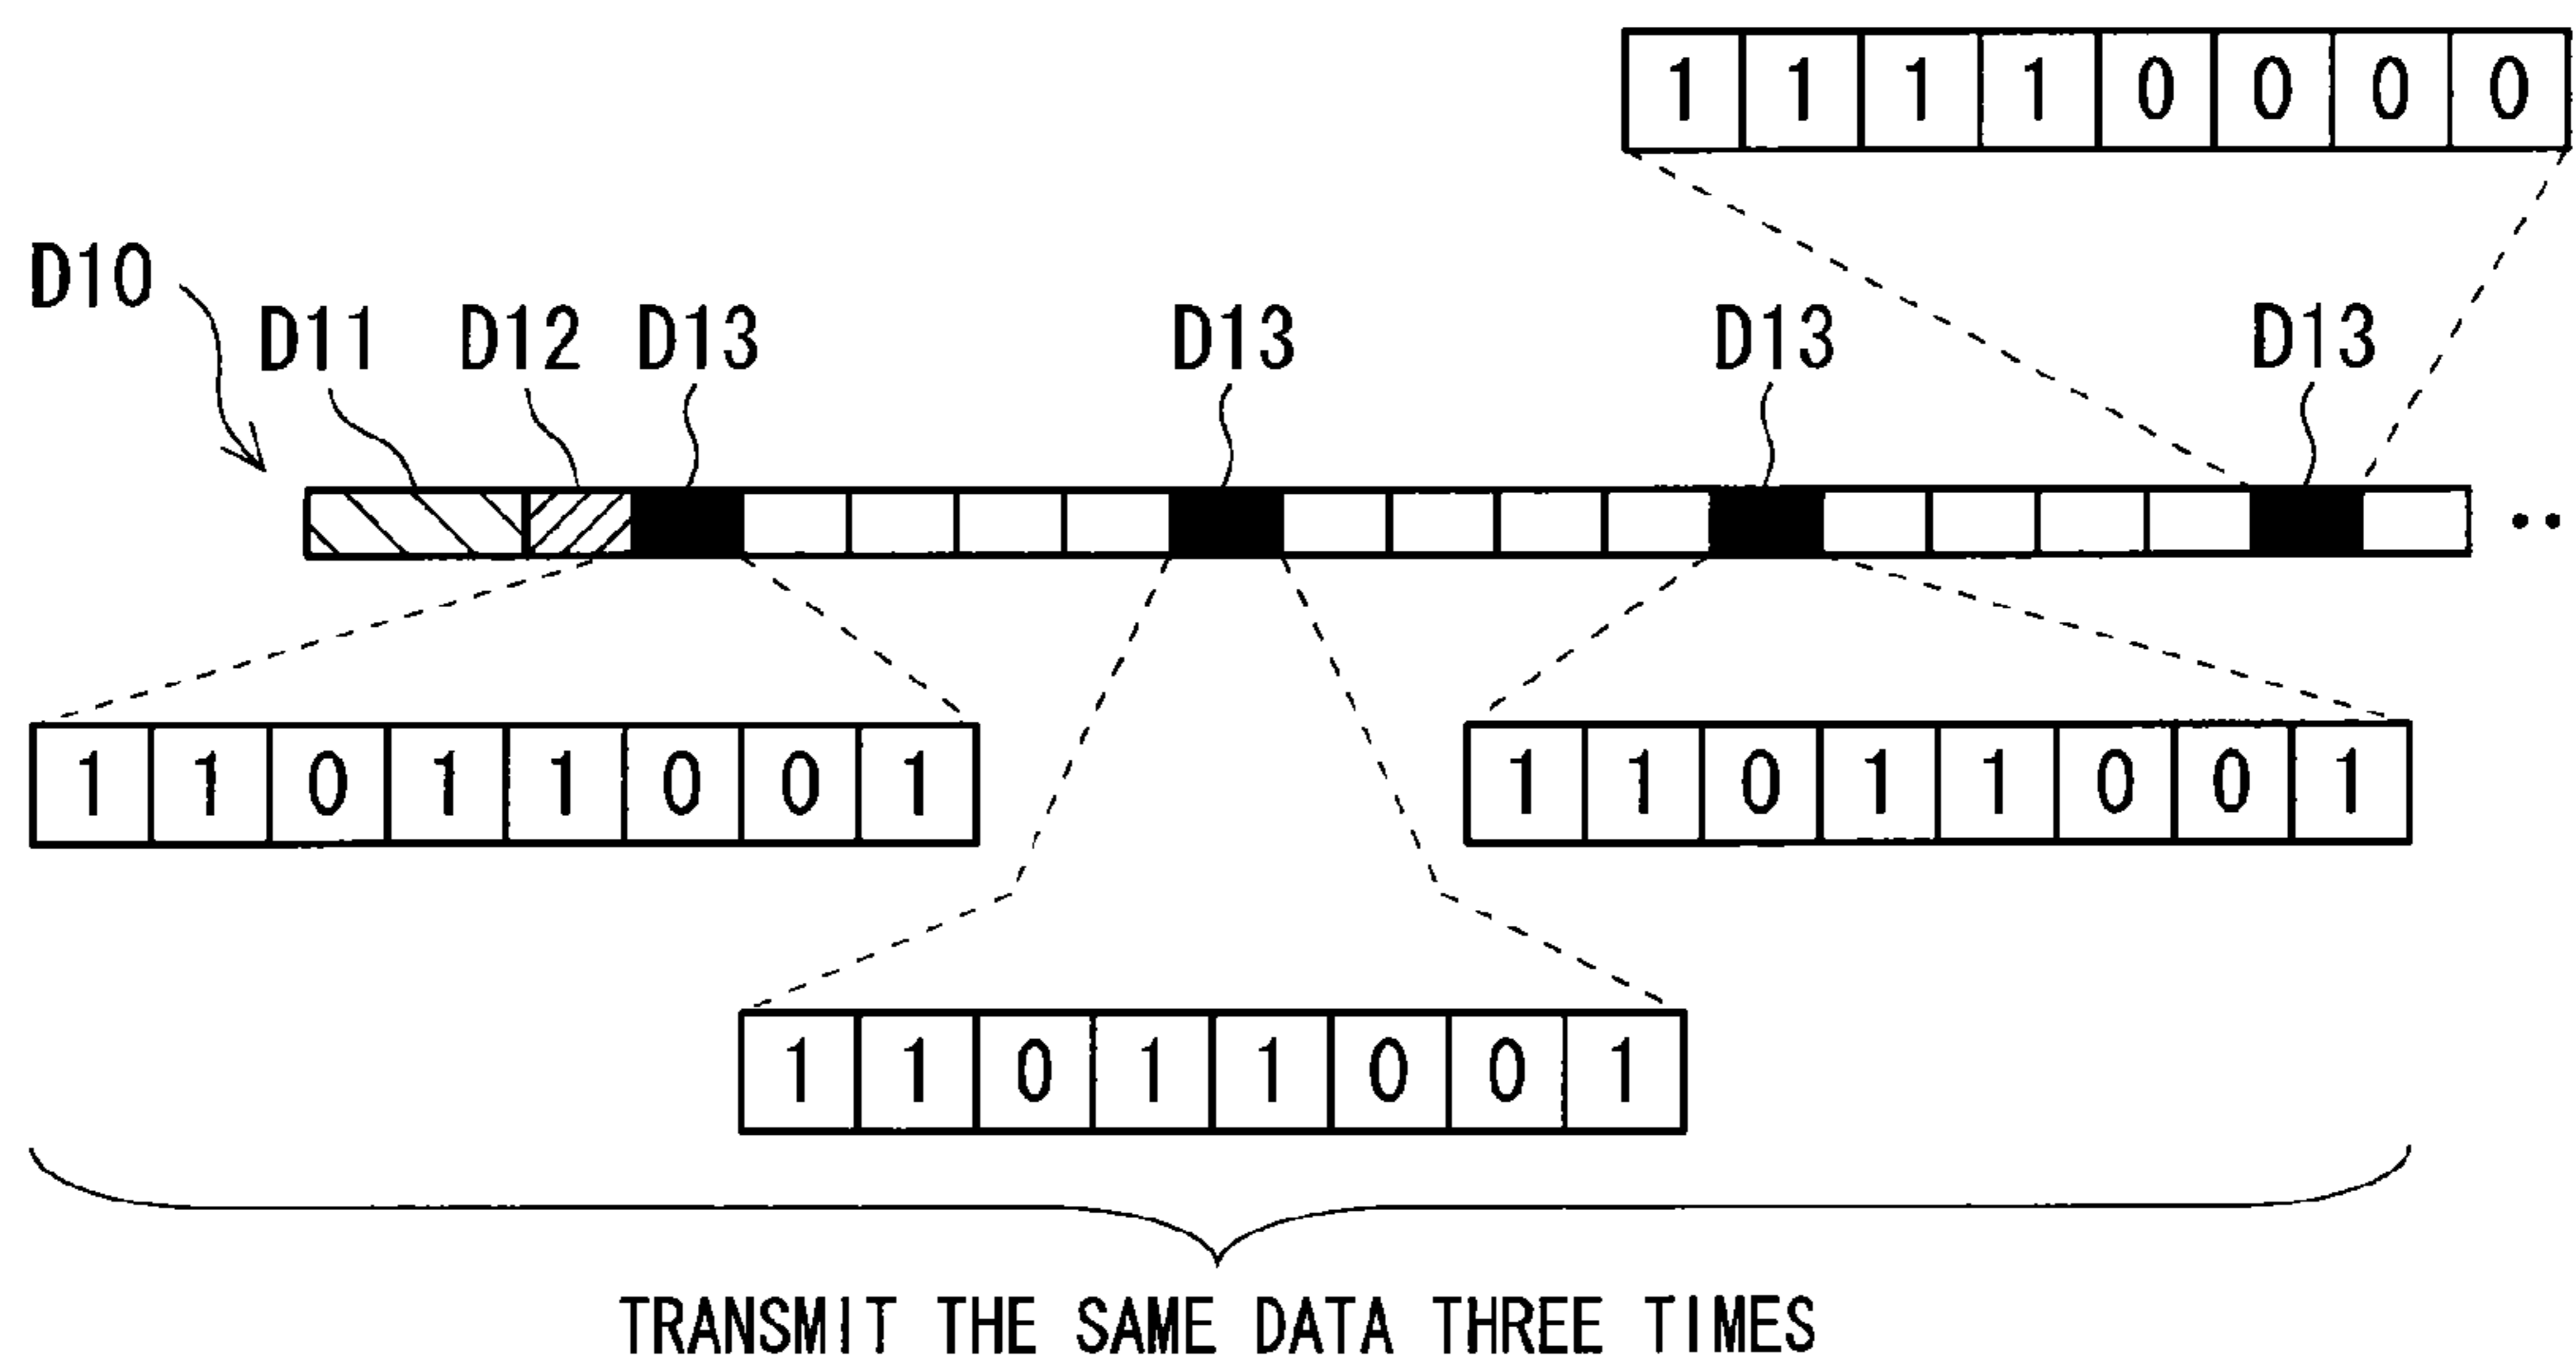 1 1 1 1 0 0 0 0
D10
D11 D12 D13 D13 D13 D13
1 1 0 1 1 0 0 1
1 1 0 1 1 0 0 1
1 1 0 1 1 0 0 1
TRANSMIT THE SAME DATA THREE TIMES